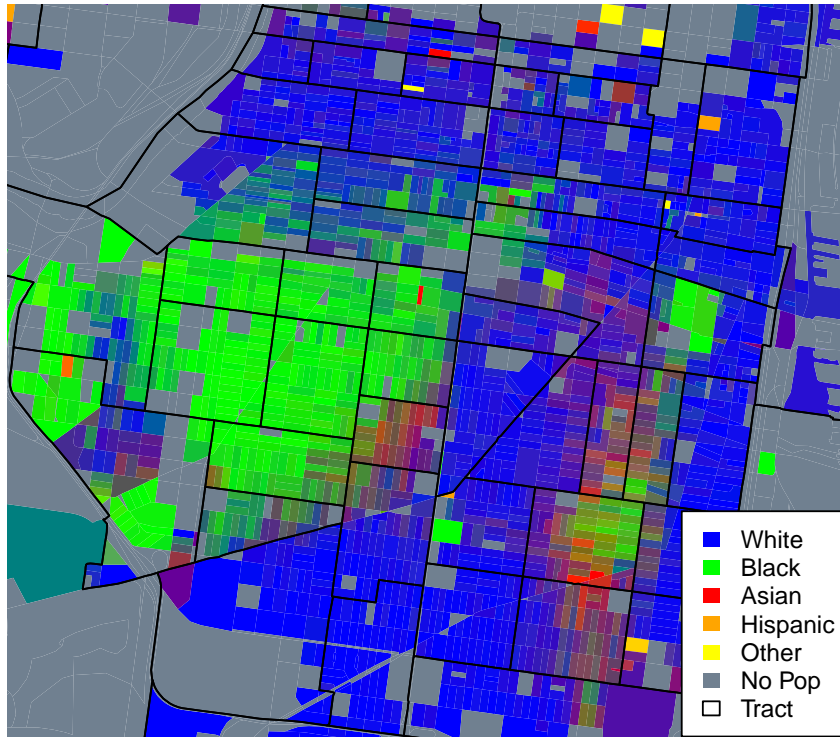 White
Black
Asian
Hispanic
Other
No Pop
Tract